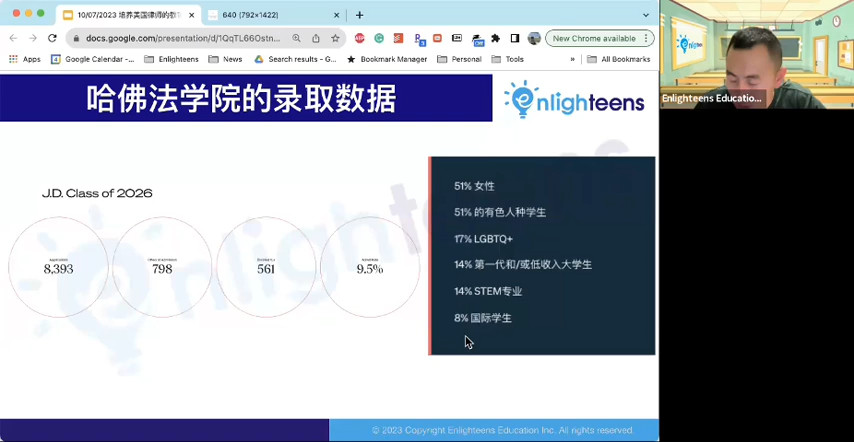 10/07/2023 培养美国律师的教
640 (792×1422)
docs.google.com/presentation/d/1QqTL66Ostn...
New Chrome available
Apps
Google Calendar -...
Enlighteens
News
Search results - G...
Bookmark Manager
Personal
Tools
»
All Bookmarks
哈佛法学院的录取数据
enlighteens
Enlighteens Educatio...
J.D. Class of 2026
8,393
798
561
9.5%
51% 女性
51% 的有色人种学生
17% LGBTQ+
14% 第一代和/或低收入大学生
14% STEM专业
8% 国际学生
© 2023 Copyright Enlighteens Education Inc. All rights reserved.